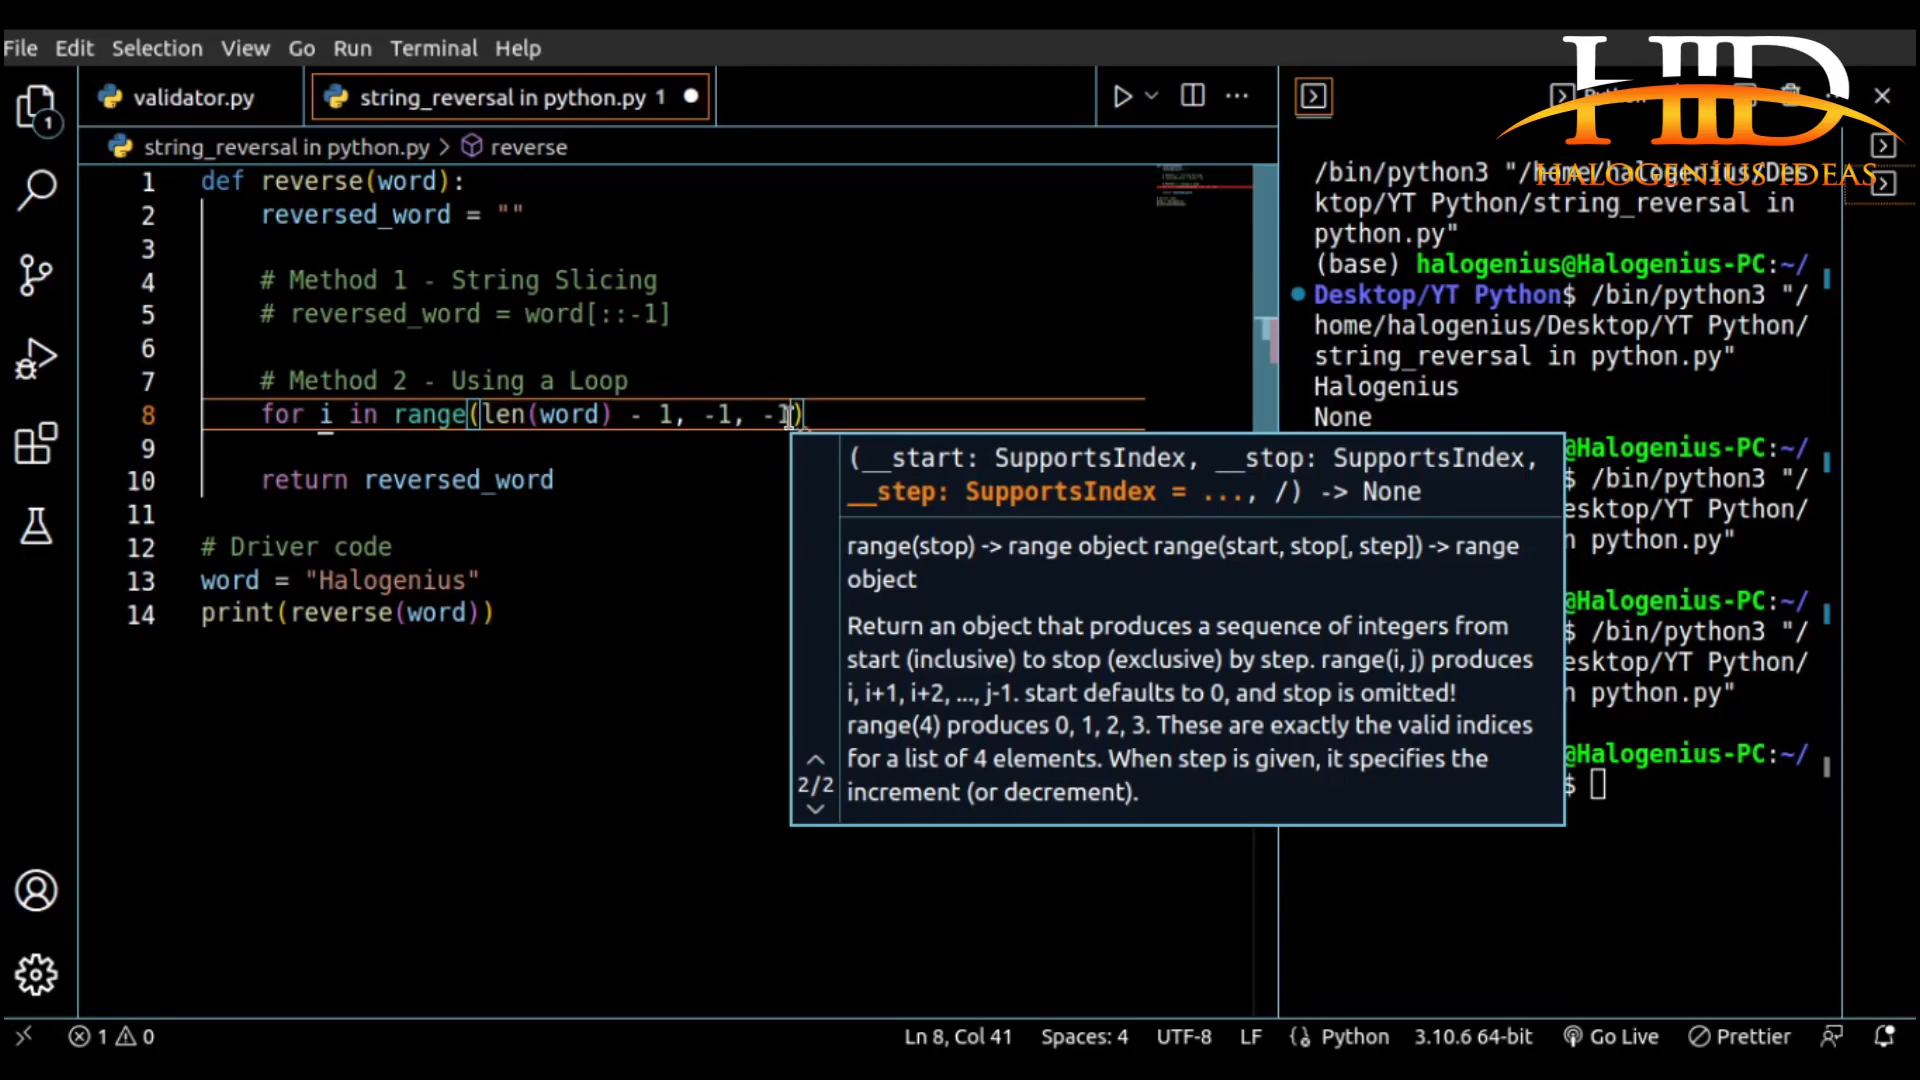 File Edit Selection View Go Run Terminal Help
HID
HALOGENIUS IDEAS
1
validator.py
string_reversal in python.py 1
string_reversal in python.py > reverse
1 def reverse(word):
2 reversed_word = ""
3
4 # Method 1 - String Slicing
5 # reversed_word = word[::-1]
6
7 # Method 2 - Using a Loop
8 for i in range(len(word) - 1, -1, -1)
9
10 return reversed_word
11
12 # Driver code
13 word = "Halogenius"
14 print(reverse(word))
(__start: SupportsIndex, __stop: SupportsIndex,
__step: SupportsIndex = ..., /) -> None
range(stop) -> range object range(start, stop[, step]) -> range
object
Return an object that produces a sequence of integers from
start (inclusive) to stop (exclusive) by step. range(i, j) produces
i, i+1, i+2, ..., j-1. start defaults to 0, and stop is omitted!
range(4) produces 0, 1, 2, 3. These are exactly the valid indices
for a list of 4 elements. When step is given, it specifies the
increment (or decrement).
2/2
/bin/python3 "/home/halogenius/Des
ktop/YT Python/string_reversal in
python.py"
(base) halogenius@Halogenius-PC:~/
Desktop/YT Python$ /bin/python3 "/
home/halogenius/Desktop/YT Python/
string_reversal in python.py"
Halogenius
None
@Halogenius-PC:~/
$ /bin/python3 "/
esktop/YT Python/
n python.py"
@Halogenius-PC:~/
$ /bin/python3 "/
esktop/YT Python/
n python.py"
@Halogenius-PC:~/
$
1 0
Ln 8, Col 41 Spaces: 4 UTF-8 LF Python 3.10.6 64-bit Go Live Prettier